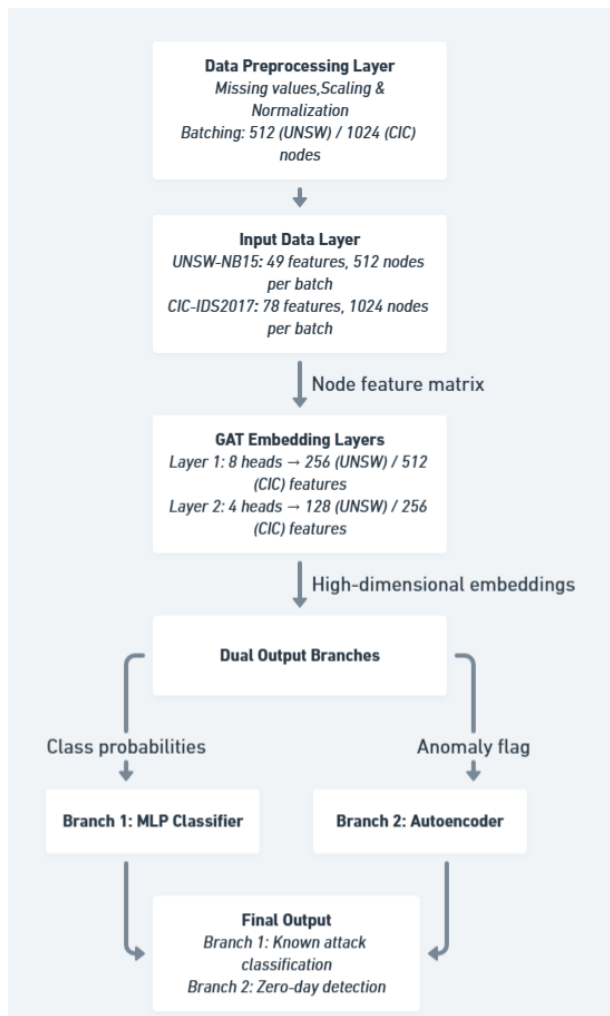 Data Preprocessing Layer
Missing values,Scaling &
Normalization
Batching: 512 (UNSW) / 1024 (CIC)
nodes
Input Data Layer
UNSW-NB15: 49 features, 512 nodes
per batch
CIC-IDS2017: 78 features, 1024 nodes
per batch
Node feature matrix
GAT Embedding Layers
Layer 1: 8 heads → 256 (UNSW) / 512
(CIC) features
Layer 2: 4 heads → 128 (UNSW) / 256
(CIC) features
High-dimensional embeddings
Dual Output Branches
Class probabilities
Anomaly flag
Branch 1: MLP Classifier
Branch 2: Autoencoder
Final Output
Branch 1: Known attack
classification
Branch 2: Zero-day detection